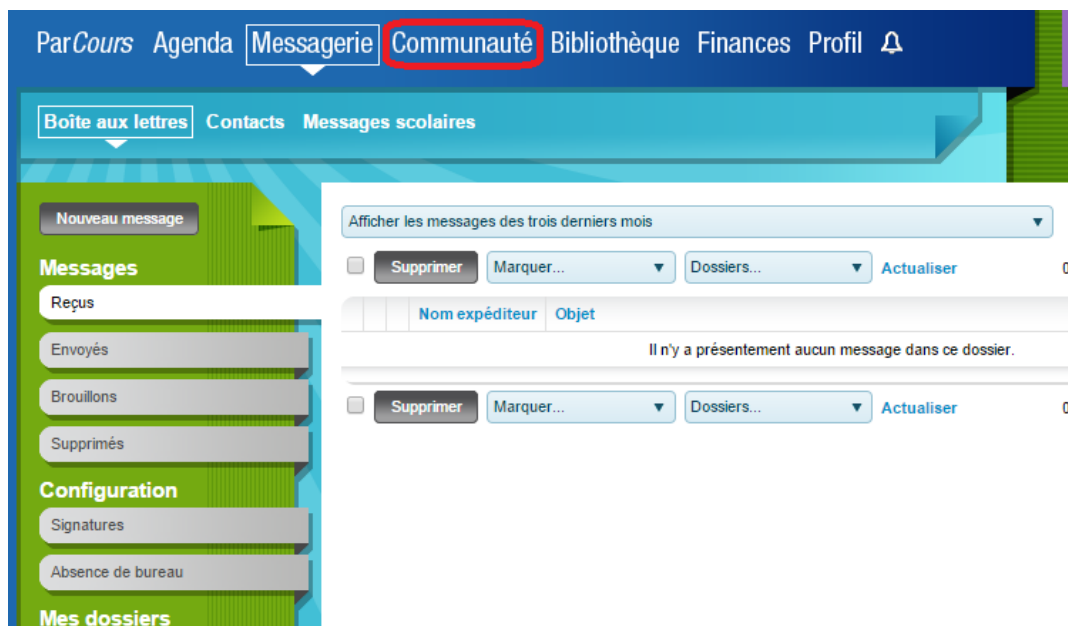 ParCours Agenda Messagerie Communauté Bibliothèque Finances Profil
Boîte aux lettres Contacts Messages scolaires
Nouveau message
Messages
Reçus
Envoyés
Brouillons
Supprimés
Configuration
Signatures
Absence de bureau
Mes dossiers
Afficher les messages des trois derniers mois
Supprimer Marquer... Dossiers... Actualiser 0
Nom expéditeur Objet
Il n'y a présentement aucun message dans ce dossier.
Supprimer Marquer... Dossiers... Actualiser 0